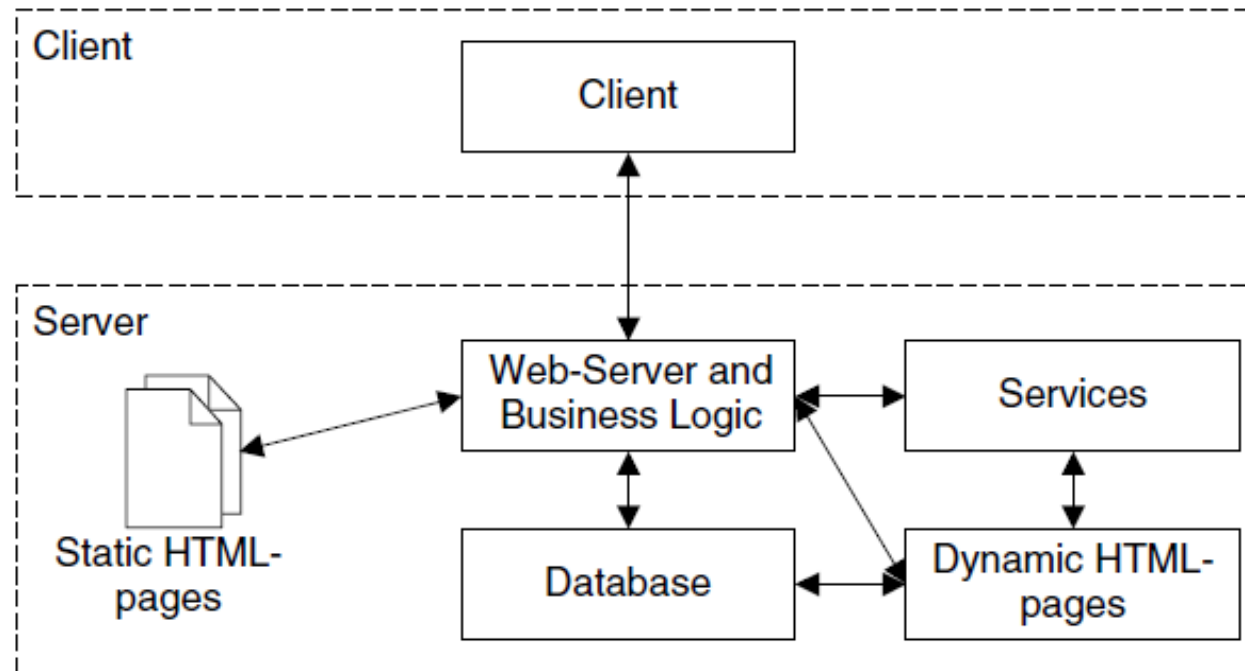 Client
Client
Server
Web-Server and
Business Logic
Services
Static HTML-
pages
Database
Dynamic HTML-
pages